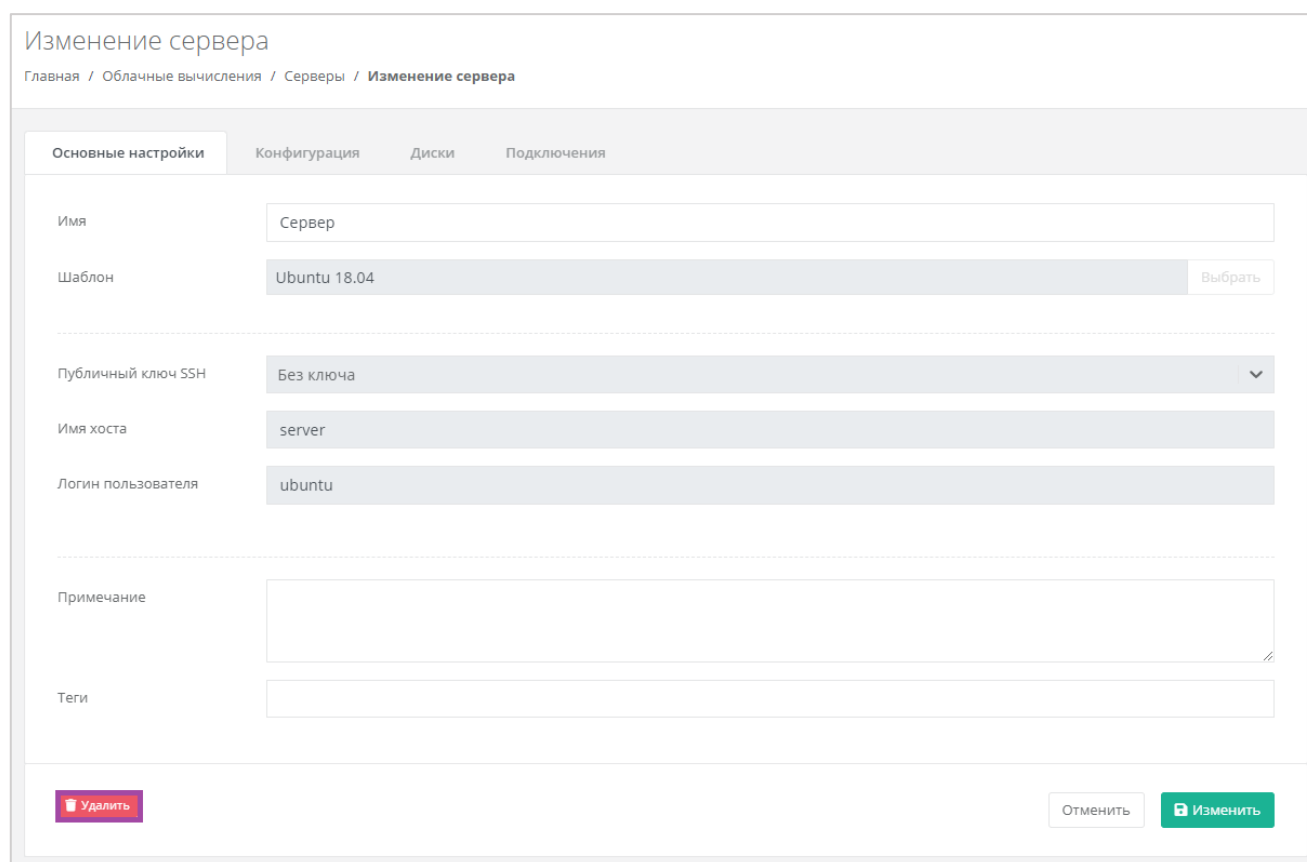 Изменение сервера
Главная / Облачные вычисления / Серверы / Изменение сервера
Основные настройки Конфигурация Диски Подключения
Имя Сервер
Шаблон Ubuntu 18.04 Выбрать
Публичный ключ SSH Без ключа
Имя хоста server
Логин пользователя ubuntu
Примечание
Теги
Удалить Отменить Изменить